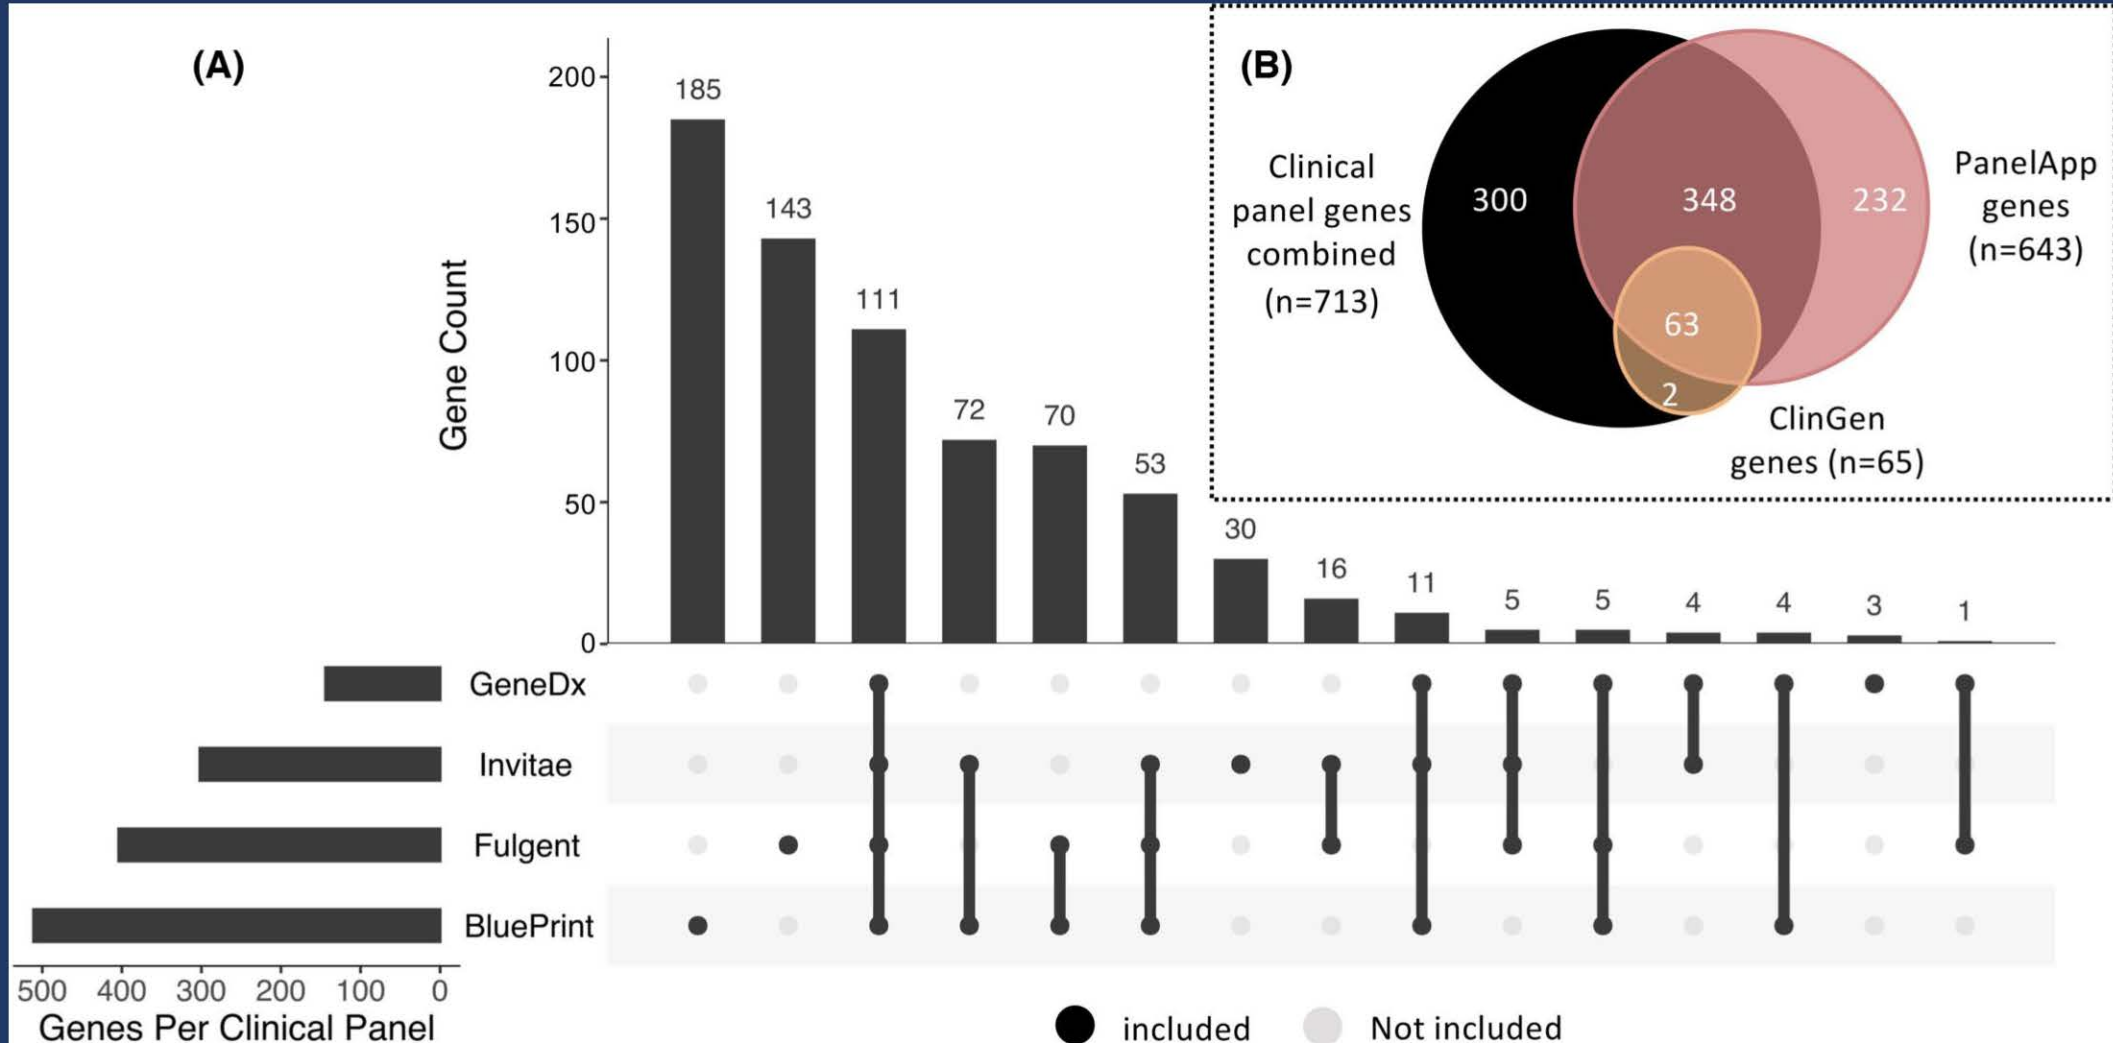 (A)
200
150
100
50
0
Gene Count
185
143
111
72
70
53
30
16
11
5
5
4
4
3
1
(B)
Clinical
panel genes
combined
(n=713)
300
348
232
63
2
PanelApp
genes
(n=643)
ClinGen
genes (n=65)
GeneDx
Invitae
Fulgent
BluePrint
500 400 300 200 100 0
Genes Per Clinical Panel
included
Not included